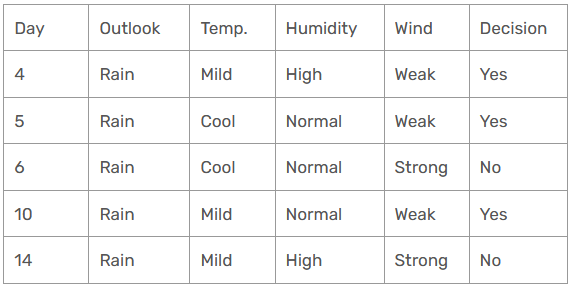 Day Outlook Temp. Humidity Wind Decision
4 Rain Mild High Weak Yes
5 Rain Cool Normal Weak Yes
6 Rain Cool Normal Strong No
10 Rain Mild Normal Weak Yes
14 Rain Mild High Strong No